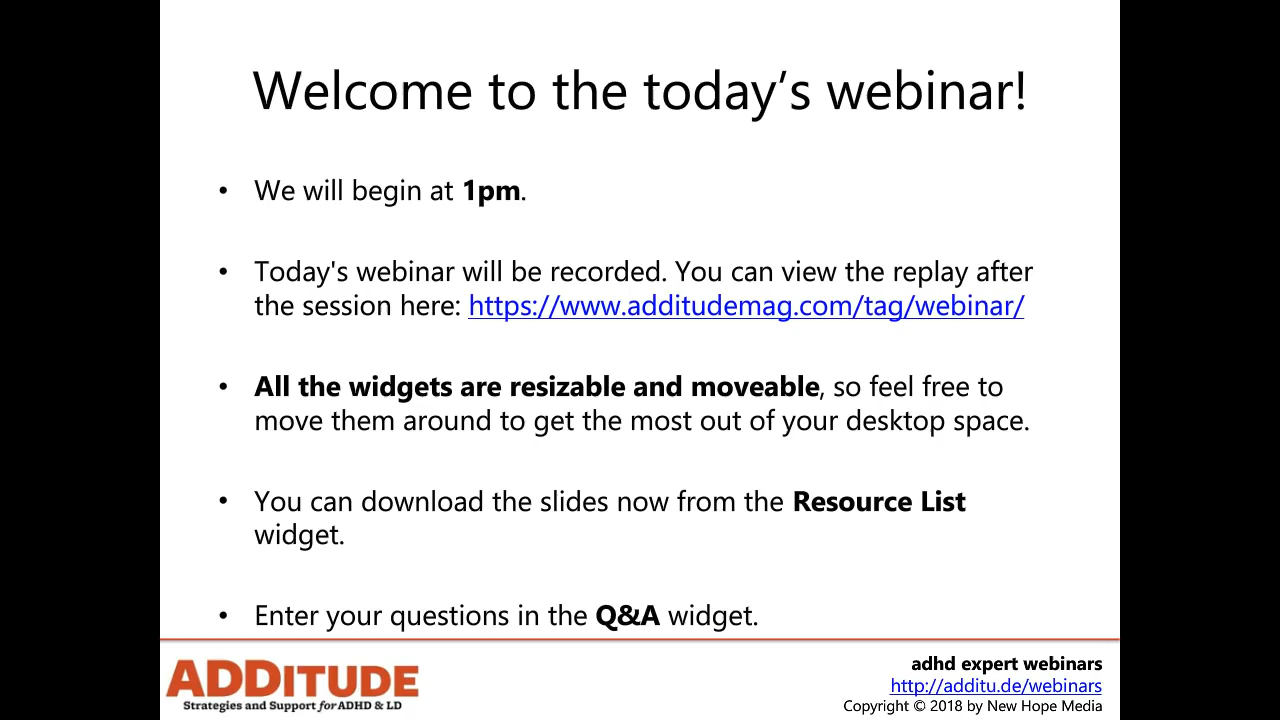 Welcome to the today’s webinar!
• We will begin at 1pm.
• Today's webinar will be recorded. You can view the replay after
the session here: https://www.additudemag.com/tag/webinar/
• All the widgets are resizable and moveable, so feel free to
move them around to get the most out of your desktop space.
• You can download the slides now from the Resource List
widget.
• Enter your questions in the Q&A widget.
ADDITUDE
Strategies and Support for ADHD & LD
adhd expert webinars
http://additu.de/webinars
Copyright © 2018 by New Hope Media